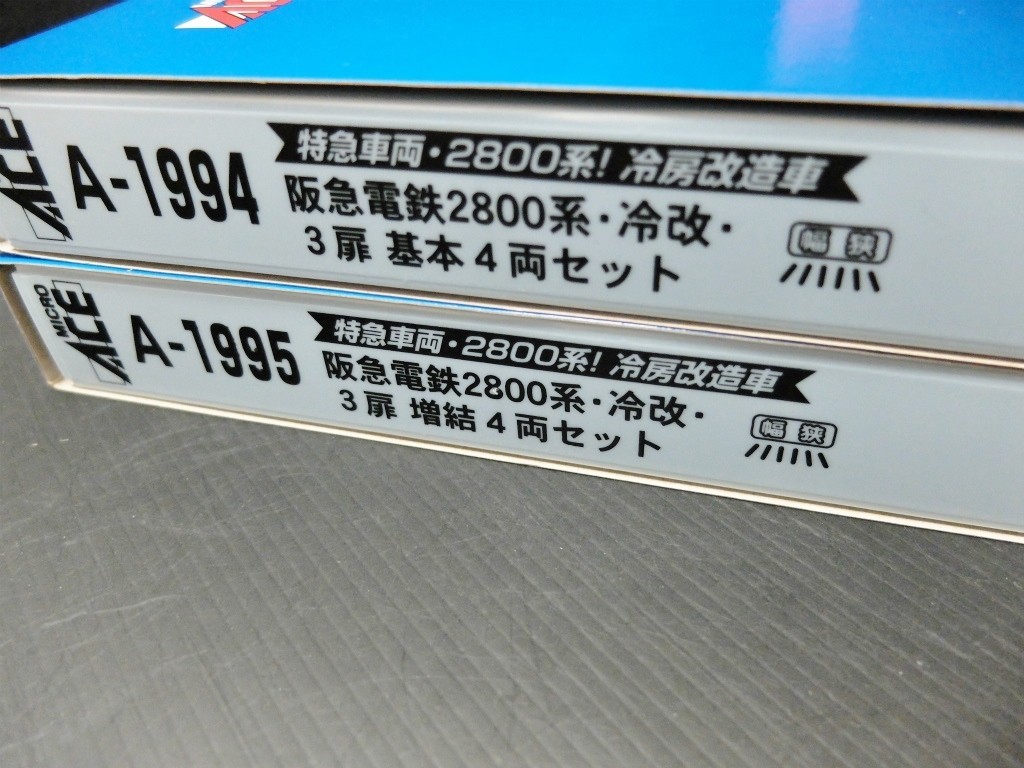 ACE
A-1994
特急車両・2800系! 冷房改造車
阪急電鉄2800系・冷改・
3扉 基本4両セット
幅狭
MICRO
ACE
A-1995
特急車両・2800系! 冷房改造車
阪急電鉄2800系・冷改・
3扉 増結4両セット
幅狭